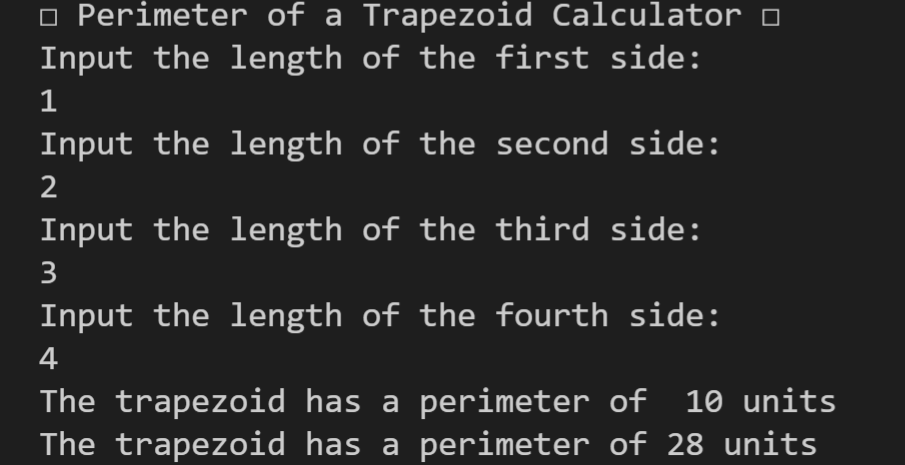 □ Perimeter of a Trapezoid Calculator □
Input the length of the first side:
1
Input the length of the second side:
2
Input the length of the third side:
3
Input the length of the fourth side:
4
The trapezoid has a perimeter of  10 units
The trapezoid has a perimeter of 28 units